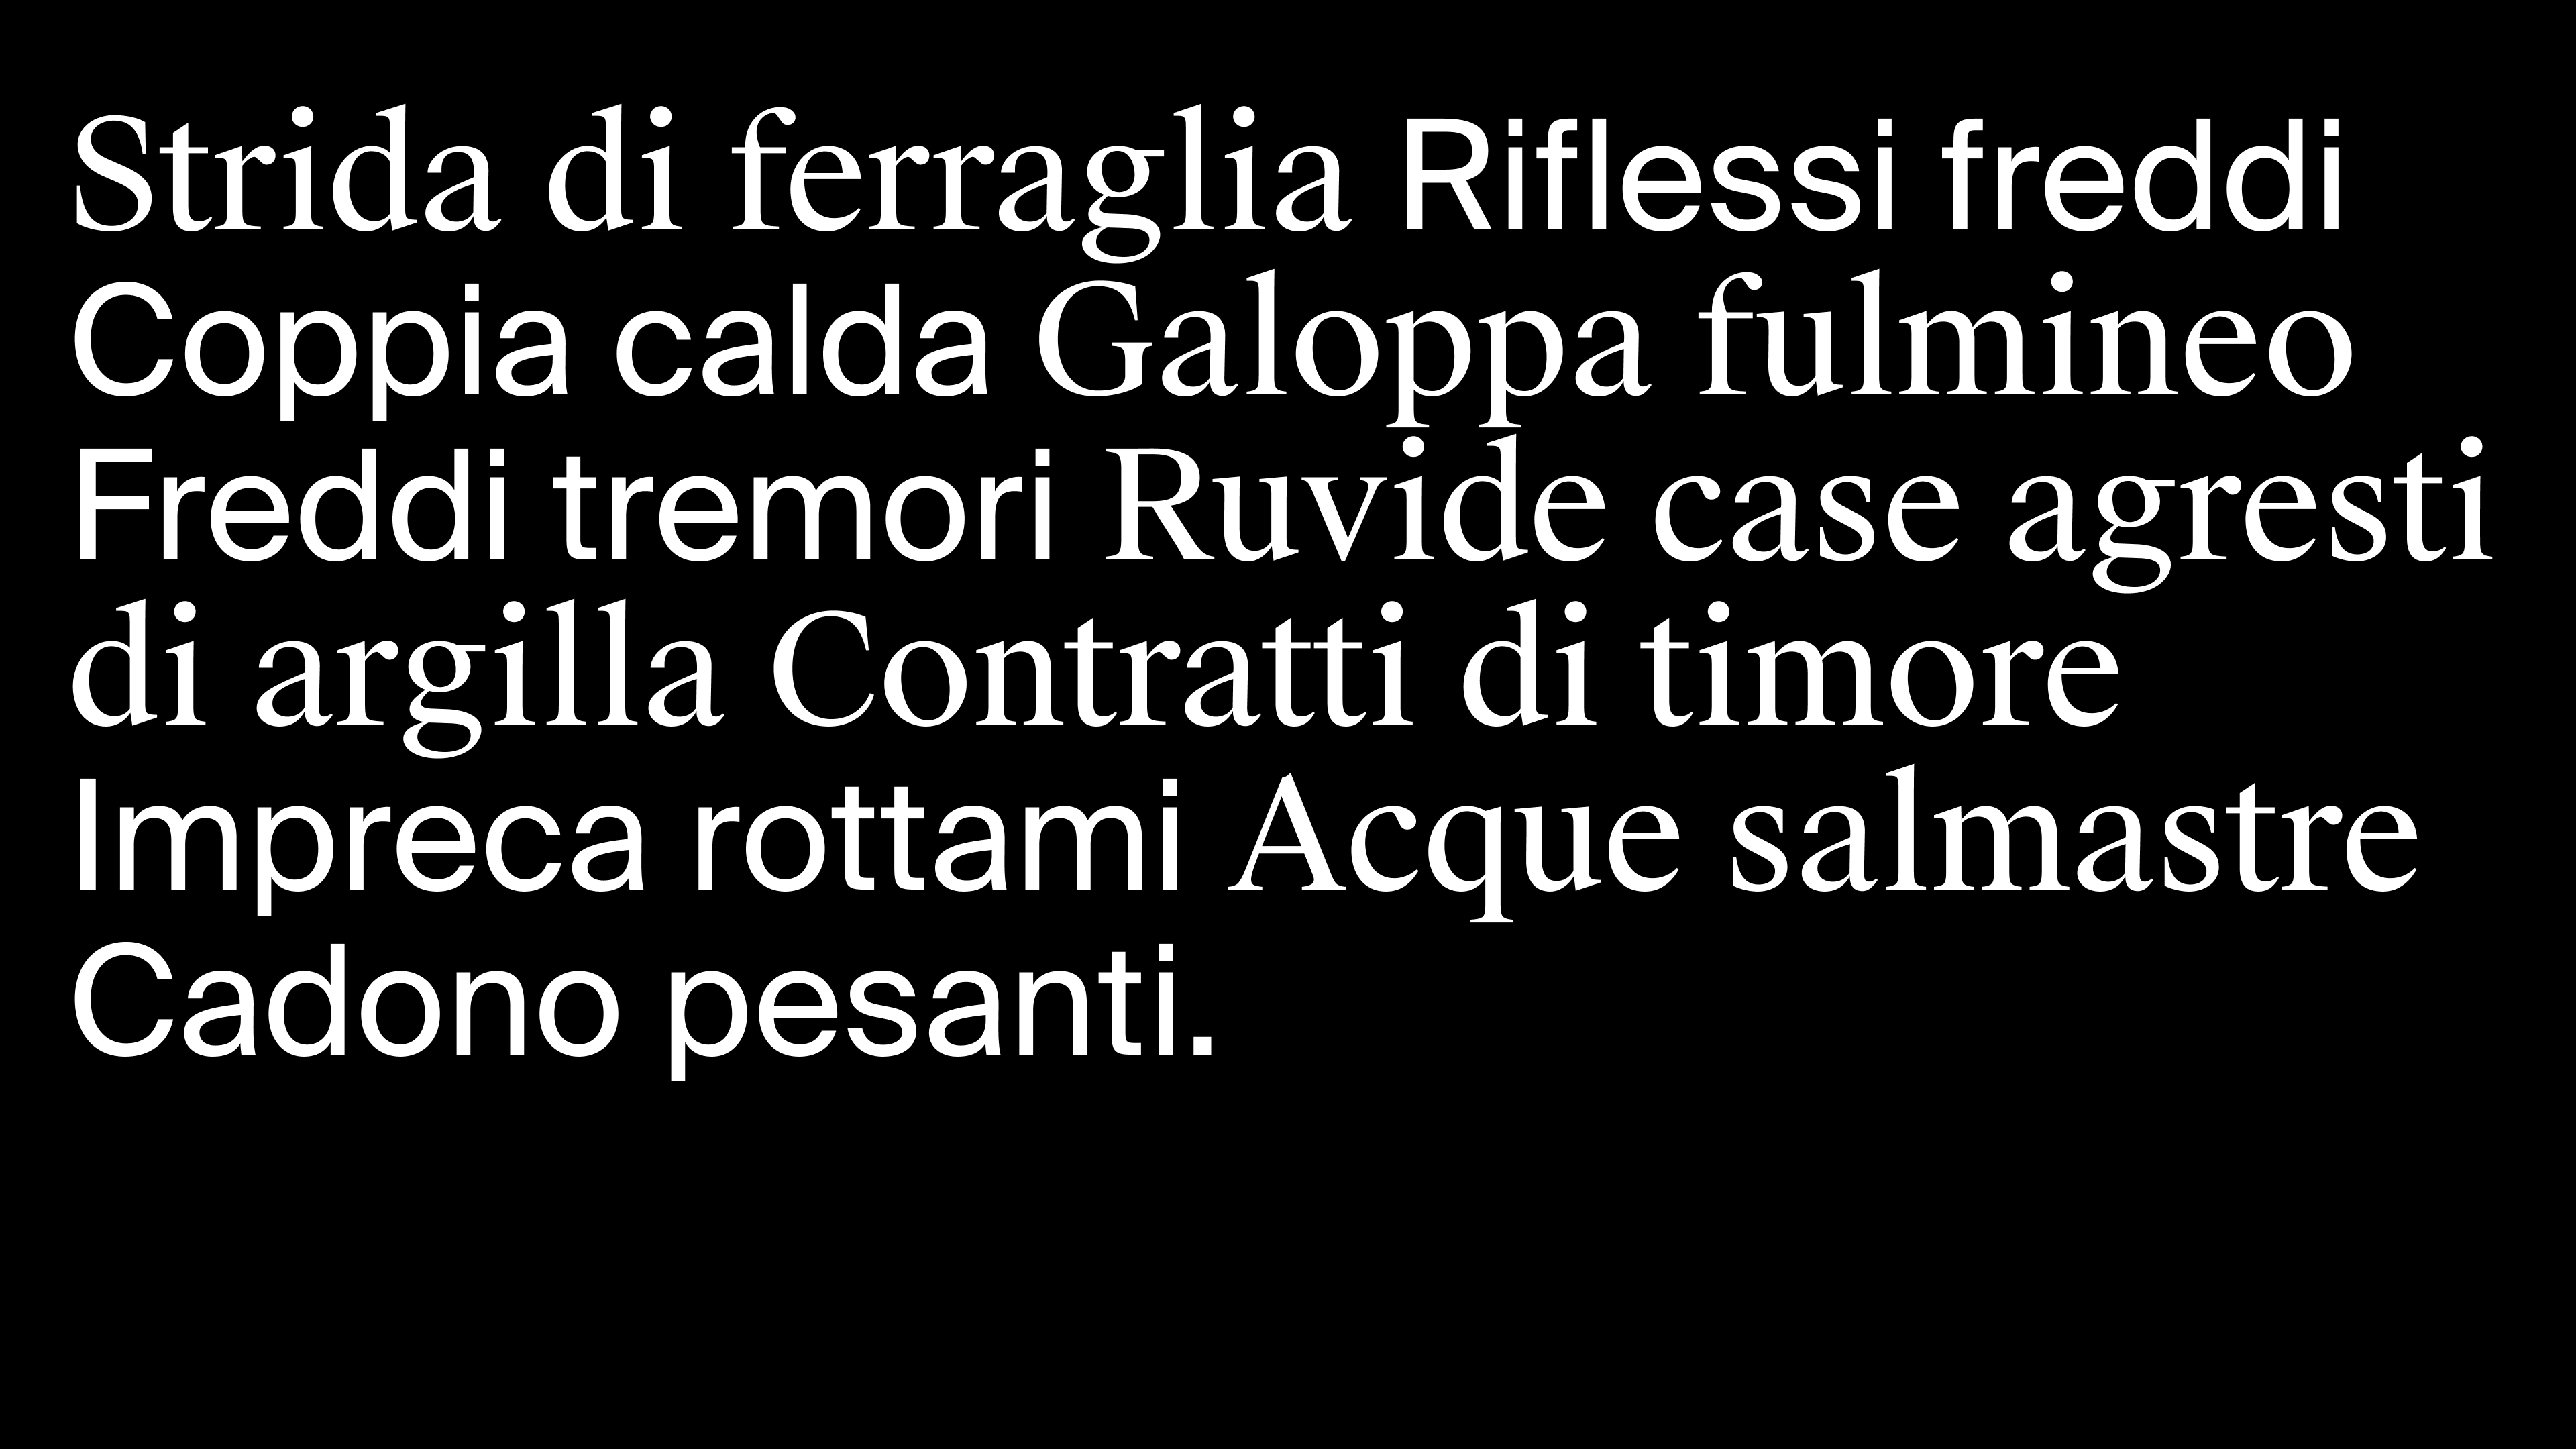 Strida di ferraglia Riflessi freddi
Coppia calda Galoppa fulmineo
Freddi tremori Ruvide case agresti
di argilla Contratti di timore
Impreca rottami Acque salmastre
Cadono pesanti.